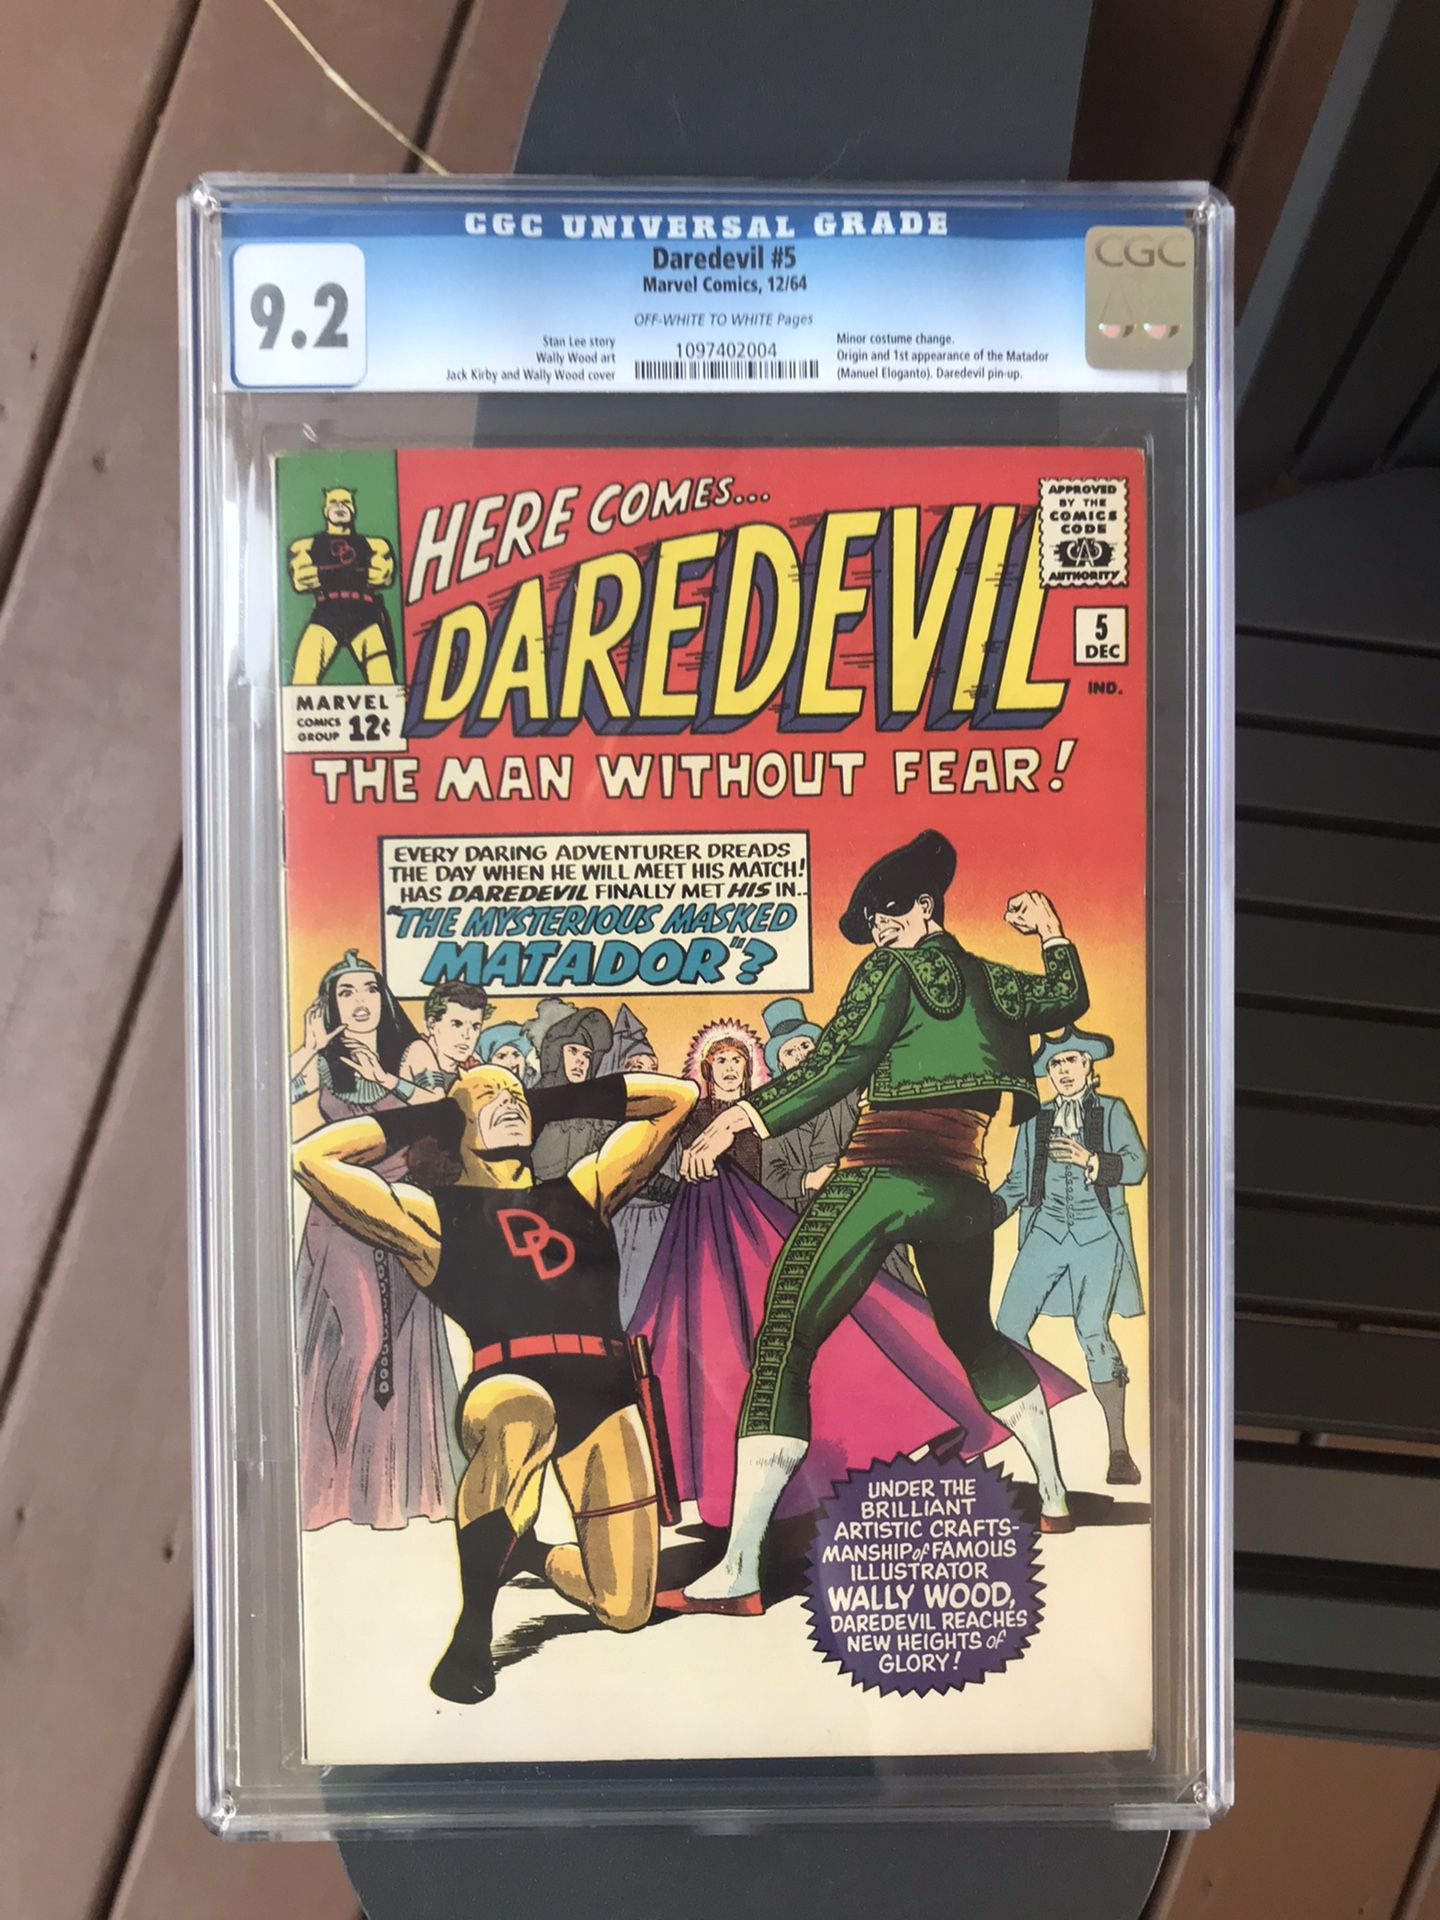 CGC UNIVERSAL GRADE
9.2
Daredevil #5
Marvel Comics, 12/64
OFF-WHITE TO WHITE Pages
Stan Lee story
Wally Wood art
Jack Kirby and Wally Wood cover
1097402004
Minor costume change.
Origin and 1st appearance of the Matador
(Manuel Eloganto). Daredevil pin-up.
CGC
HERE COMES...
DAREDEVIL
THE MAN WITHOUT FEAR!
DD
MARVEL
COMICS
GROUP 12¢
APPROVED
BY THE
COMICS
CODE
CA
AUTHORITY
5
DEC
IND.
EVERY DARING ADVENTURER DREADS
THE DAY WHEN HE WILL MEET HIS MATCH!
HAS DAREDEVIL FINALLY MET HIS IN..
"THE MYSTERIOUS MASKED
MATADOR"?
DD
UNDER THE
BRILLIANT
ARTISTIC CRAFTS-
MANSHIP of FAMOUS
ILLUSTRATOR
WALLY WOOD,
DAREDEVIL REACHES
NEW HEIGHTS of
GLORY!